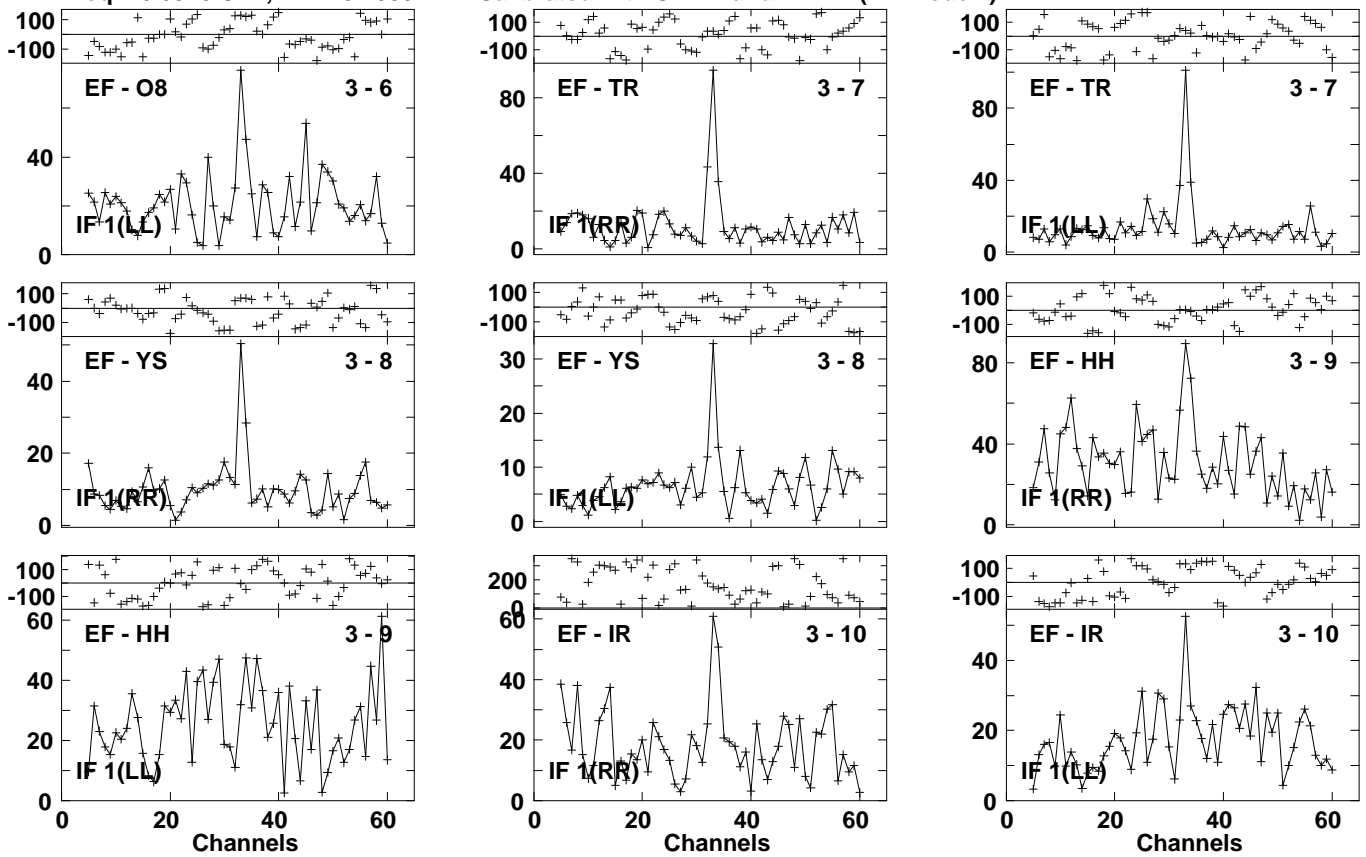 100
-100
100
-100
100
-100
EF - O8 3 - 6
EF - TR 3 - 7
EF - TR 3 - 7
40
0
80
40
0
80
40
0
IF 1(LL)
IF 1(RR)
IF 1(LL)
100
-100
100
-100
100
-100
EF - YS 3 - 8
EF - YS 3 - 8
EF - HH 3 - 9
40
20
0
30
20
10
0
80
40
0
IF 1(RR)
IF 1(LL)
IF 1(RR)
100
-100
200
0
100
-100
EF - HH 3 - 9
EF - IR 3 - 10
EF - IR 3 - 10
60
40
20
0
60
40
20
0
40
20
0
IF 1(LL)
IF 1(RR)
IF 1(LL)
0 20 40 60
0 20 40 60
0 20 40 60
Channels
Channels
Channels